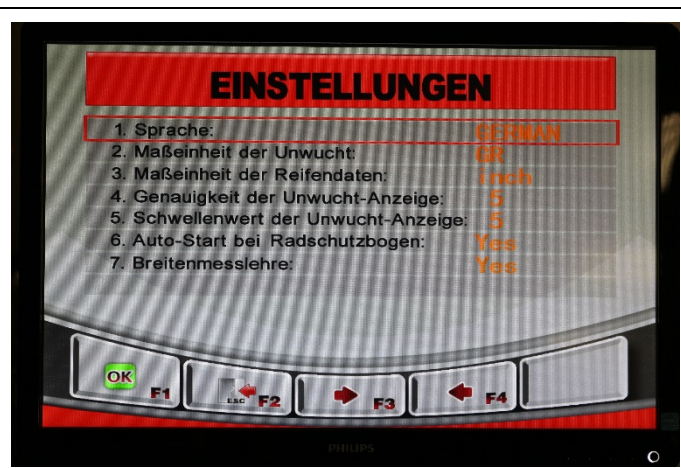 EINSTELLUNGEN
1. Sprache: GERMAN
2. Maßeinheit der Unwucht: GR
3. Maßeinheit der Reifendaten: inch
4. Genauigkeit der Unwucht-Anzeige: 5
5. Schwellenwert der Unwucht-Anzeige: 5
6. Auto-Start bei Radschutzbogen: Yes
7. Breitenmesslehre: Yes
OK F1 ESC F2 F3 F4
PHILIPS